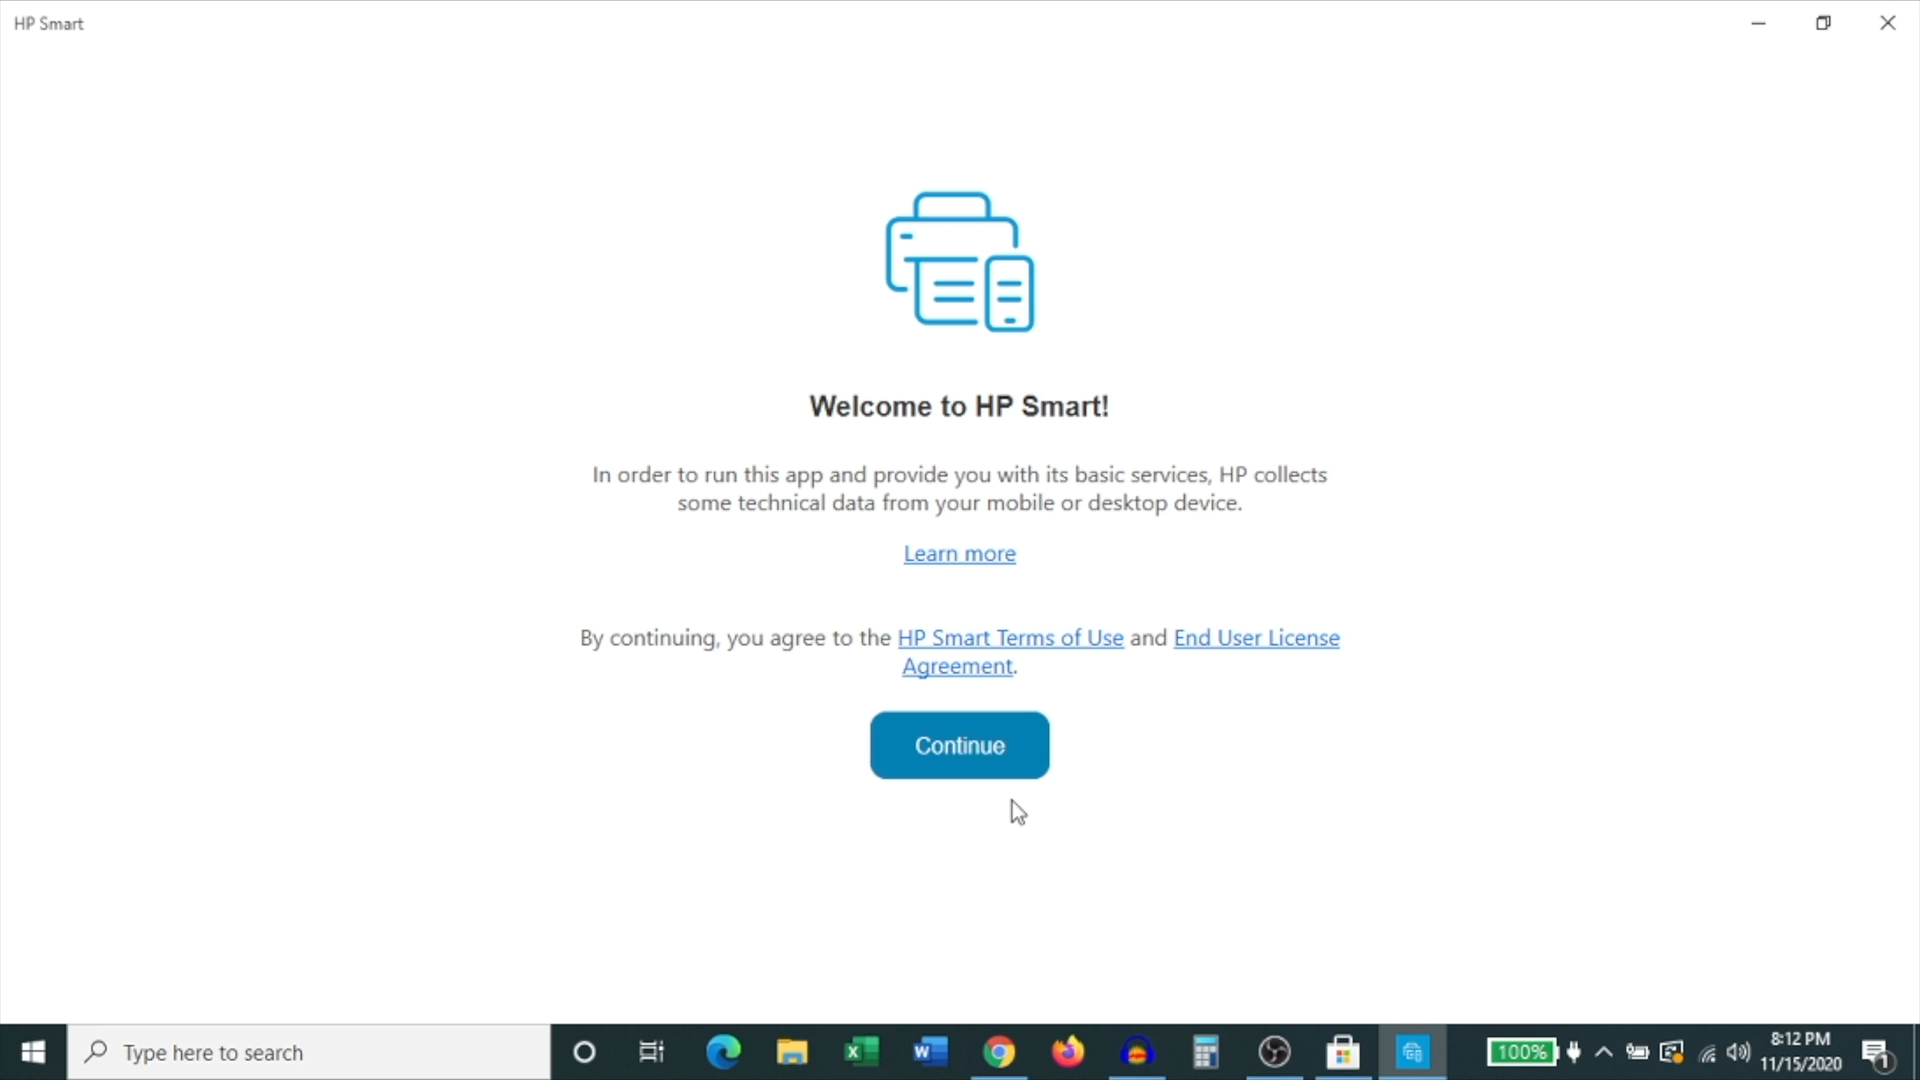 HP Smart
Welcome to HP Smart!
In order to run this app and provide you with its basic services, HP collects
some technical data from your mobile or desktop device.
Learn more
By continuing, you agree to the HP Smart Terms of Use and End User License
Agreement.
Continue
Type here to search
100%
8:12 PM
11/15/2020
1